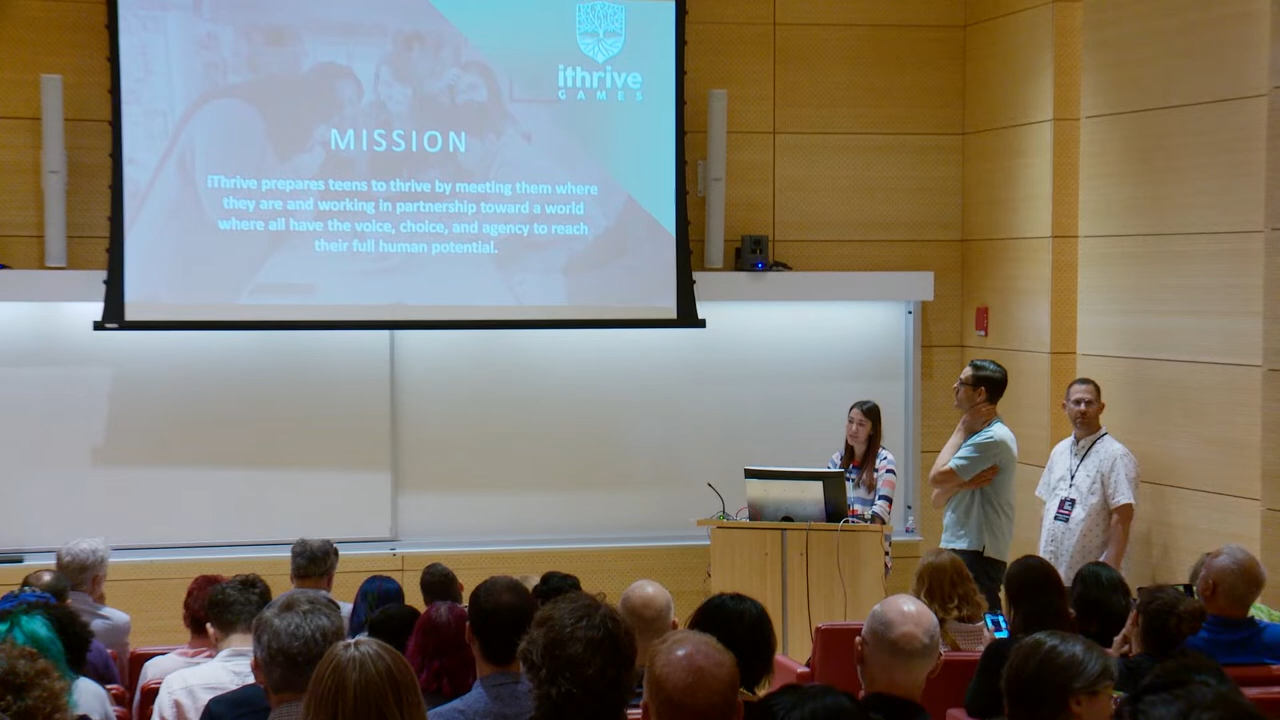 ithrive
GAMES
MISSION
iThrive prepares teens to thrive by meeting them where
they are and working in partnership toward a world
where all have the voice, choice, and agency to reach
their full human potential.